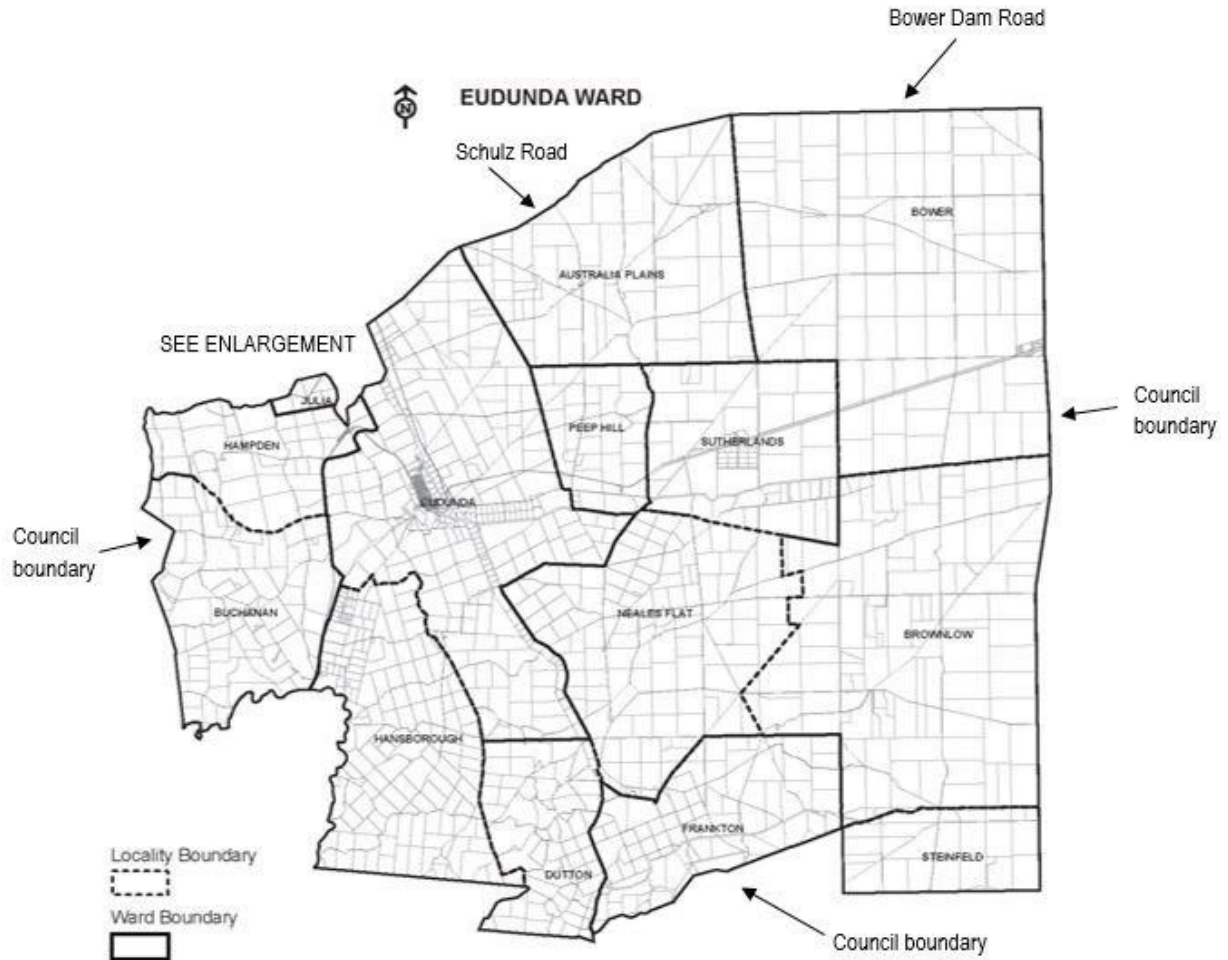 Bower Dam Road
EUDUNDA WARD
N
Schulz Road
BOWER
AUSTRALIA PLAINS
SEE ENLARGEMENT
JULIA
Council
boundary
HAMPDEN
PEEP HILL
SUTHERLANDS
EUDUNDA
Council
boundary
BUCHANAN
NEALES FLAT
BROWNLOW
HANSBOROUGH
FRANKTON
STEINFELD
Locality Boundary
DUTTON
Ward Boundary
Council boundary